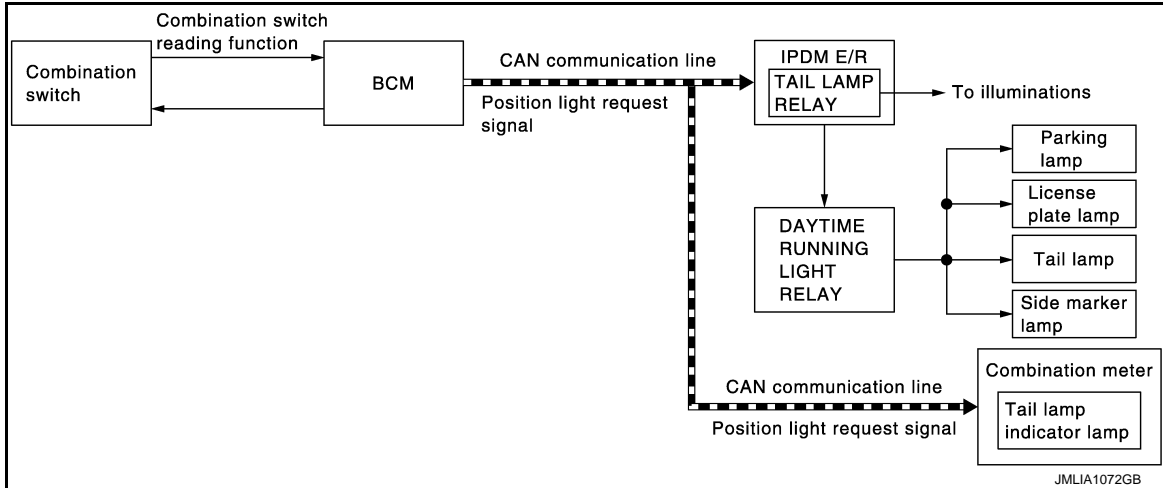 Combination switch
reading function
Combination
switch
BCM
CAN communication line
Position light request
signal
IPDM E/R
TAIL LAMP
RELAY
To illuminations
Parking
lamp
License
plate lamp
DAYTIME
RUNNING
LIGHT
RELAY
Tail lamp
Side marker
lamp
Combination meter
CAN communication line
Tail lamp
indicator lamp
Position light request signal
JMLIA1072GB